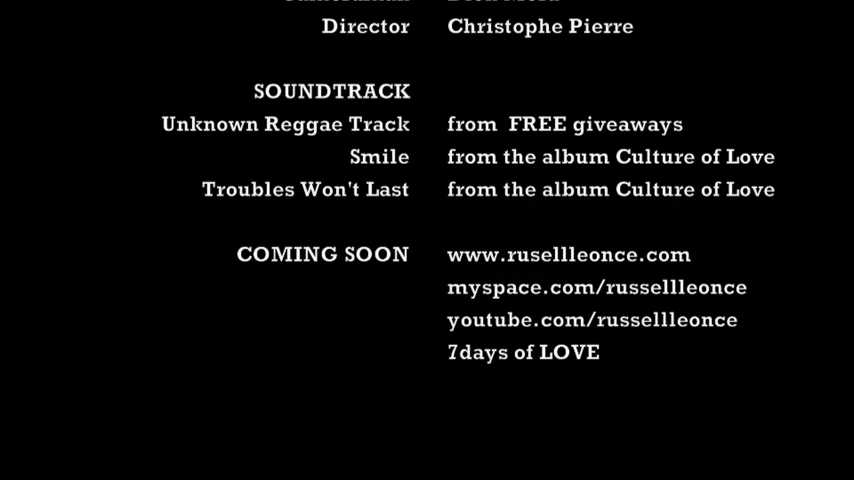 Director Christophe Pierre
SOUNDTRACK
Unknown Reggae Track from FREE giveaways
Smile from the album Culture of Love
Troubles Won't Last from the album Culture of Love
COMING SOON www.rusellleonce.com
myspace.com/russellleonce
youtube.com/russellleonce
7days of LOVE